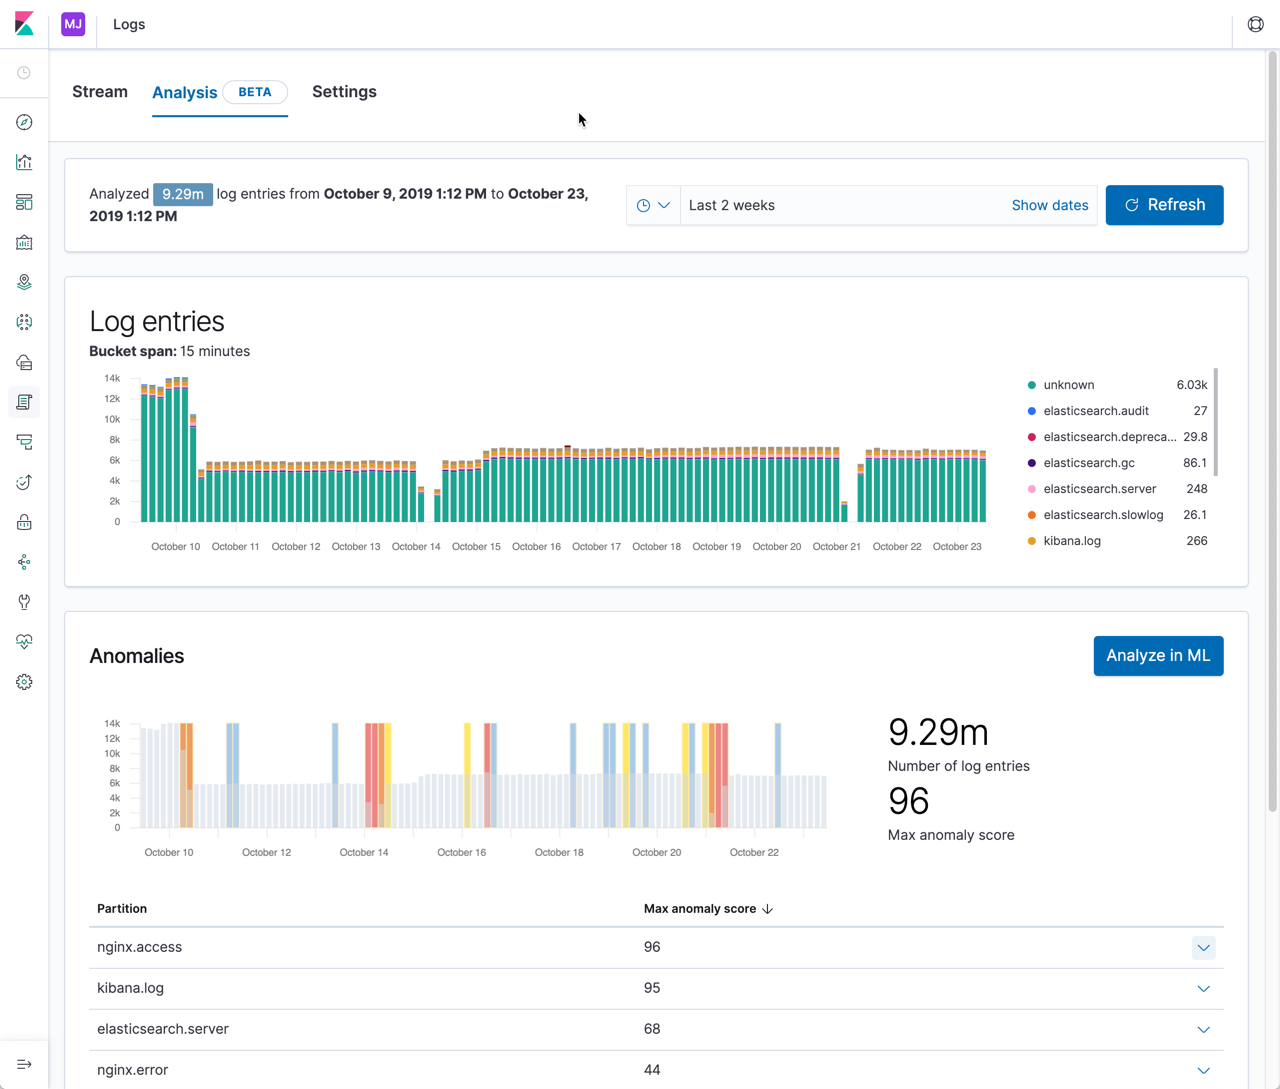 MJ
Logs
Stream
Analysis
BETA
Settings
Analyzed 9.29m log entries from October 9, 2019 1:12 PM to October 23,
2019 1:12 PM
Last 2 weeks
Show dates
Refresh
Log entries
Bucket span: 15 minutes
14k
12k
10k
8k
6k
4k
2k
0
October 10
October 11
October 12
October 13
October 14
October 15
October 16
October 17
October 18
October 19
October 20
October 21
October 22
October 23
unknown 6.03k
elasticsearch.audit 27
elasticsearch.depreca... 29.8
elasticsearch.gc 86.1
elasticsearch.server 248
elasticsearch.slowlog 26.1
kibana.log 266
Anomalies
Analyze in ML
14k
12k
10k
8k
6k
4k
2k
0
October 10
October 12
October 14
October 16
October 18
October 20
October 22
9.29m
Number of log entries
96
Max anomaly score
Partition Max anomaly score
nginx.access 96
kibana.log 95
elasticsearch.server 68
nginx.error 44